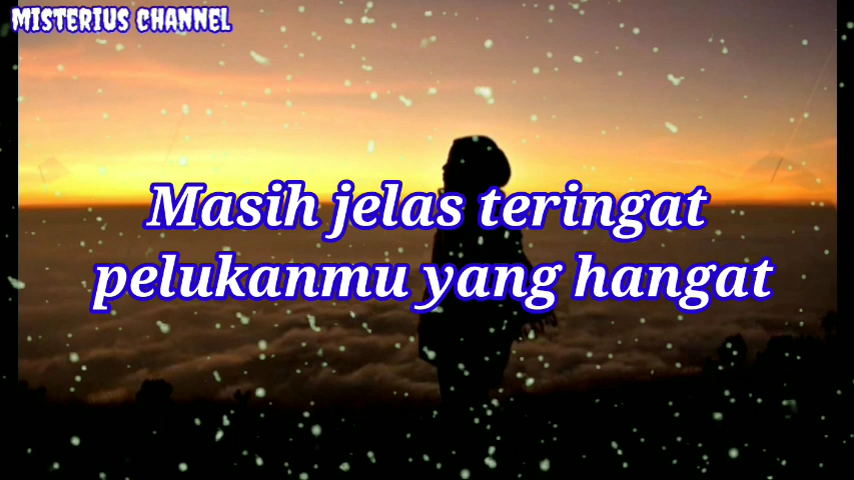 MISTERIUS CHANNEL
Masih jelas teringat
pelukanmu yang hangat